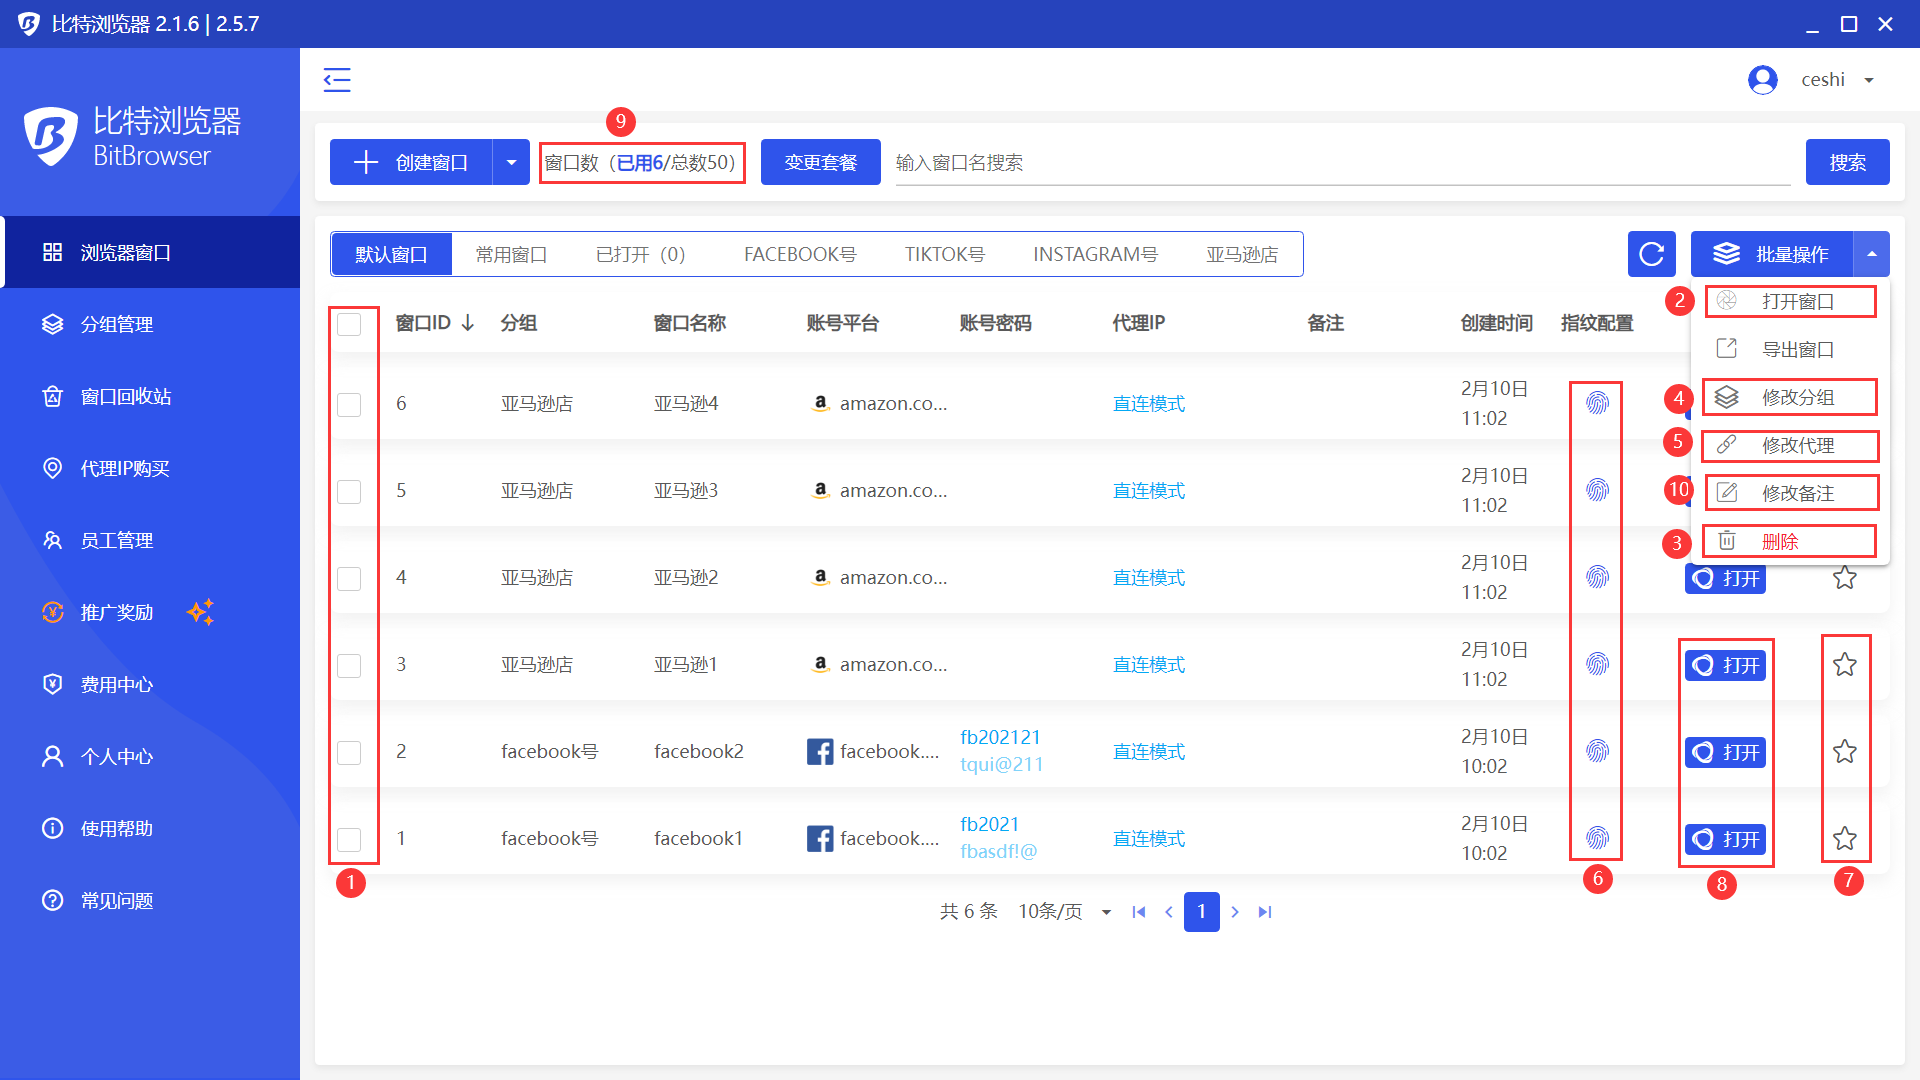 比特浏览器 2.1.6 | 2.5.7
比特浏览器
BitBrowser
ceshi
浏览器窗口
分组管理
窗口回收站
代理IP购买
员工管理
推广奖励
费用中心
个人中心
使用帮助
常见问题
9
创建窗口 窗口数（已用6/总数50） 变更套餐 输入窗口名搜索 搜索
默认窗口 常用窗口 已打开（0） FACEBOOK号 TIKTOK号 INSTAGRAM号 亚马逊店 批量操作
2 打开窗口
导出窗口
4 修改分组
5 修改代理
10 修改备注
3 删除
窗口ID 分组 窗口名称 账号平台 账号密码 代理IP 备注 创建时间 指纹配置
6 亚马逊店 亚马逊4 amazon.co... 直连模式 2月10日
11:02
5 亚马逊店 亚马逊3 amazon.co... 直连模式 2月10日
11:02
4 亚马逊店 亚马逊2 amazon.co... 直连模式 2月10日
11:02 打开
3 亚马逊店 亚马逊1 amazon.co... 直连模式 2月10日
11:02 打开
2 facebook号 facebook2 facebook.... fb202121 直连模式 2月10日
tqui@211 10:02 打开
1 facebook号 facebook1 facebook.... fb2021 直连模式 2月10日
fbasdf!@ 10:02 打开
1 6 8 7
共 6 条 10条/页 1